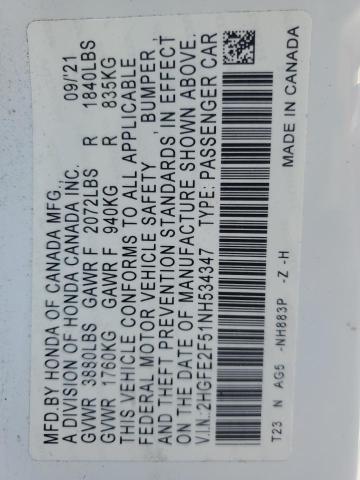 MFD.BY HONDA OF CANADA MFG., 09/'21
A DIVISION OF HONDA CANADA INC.
GVWR 3880LBS GAWR F 2072LBS R 1840LBS
GVWR 1760KG GAWR F 940KG R 835KG
THIS VEHICLE CONFORMS TO ALL APPLICABLE
FEDERAL MOTOR VEHICLE SAFETY , BUMPER ,
AND THEFT PREVENTION STANDARDS IN EFFECT
ON THE DATE OF MANUFACTURE SHOWN ABOVE.
V.I.N.:2HGFE2F51NH534347 TYPE: PASSENGER CAR
T23 N AG5 -NH883P -Z -H MADE IN CANADA